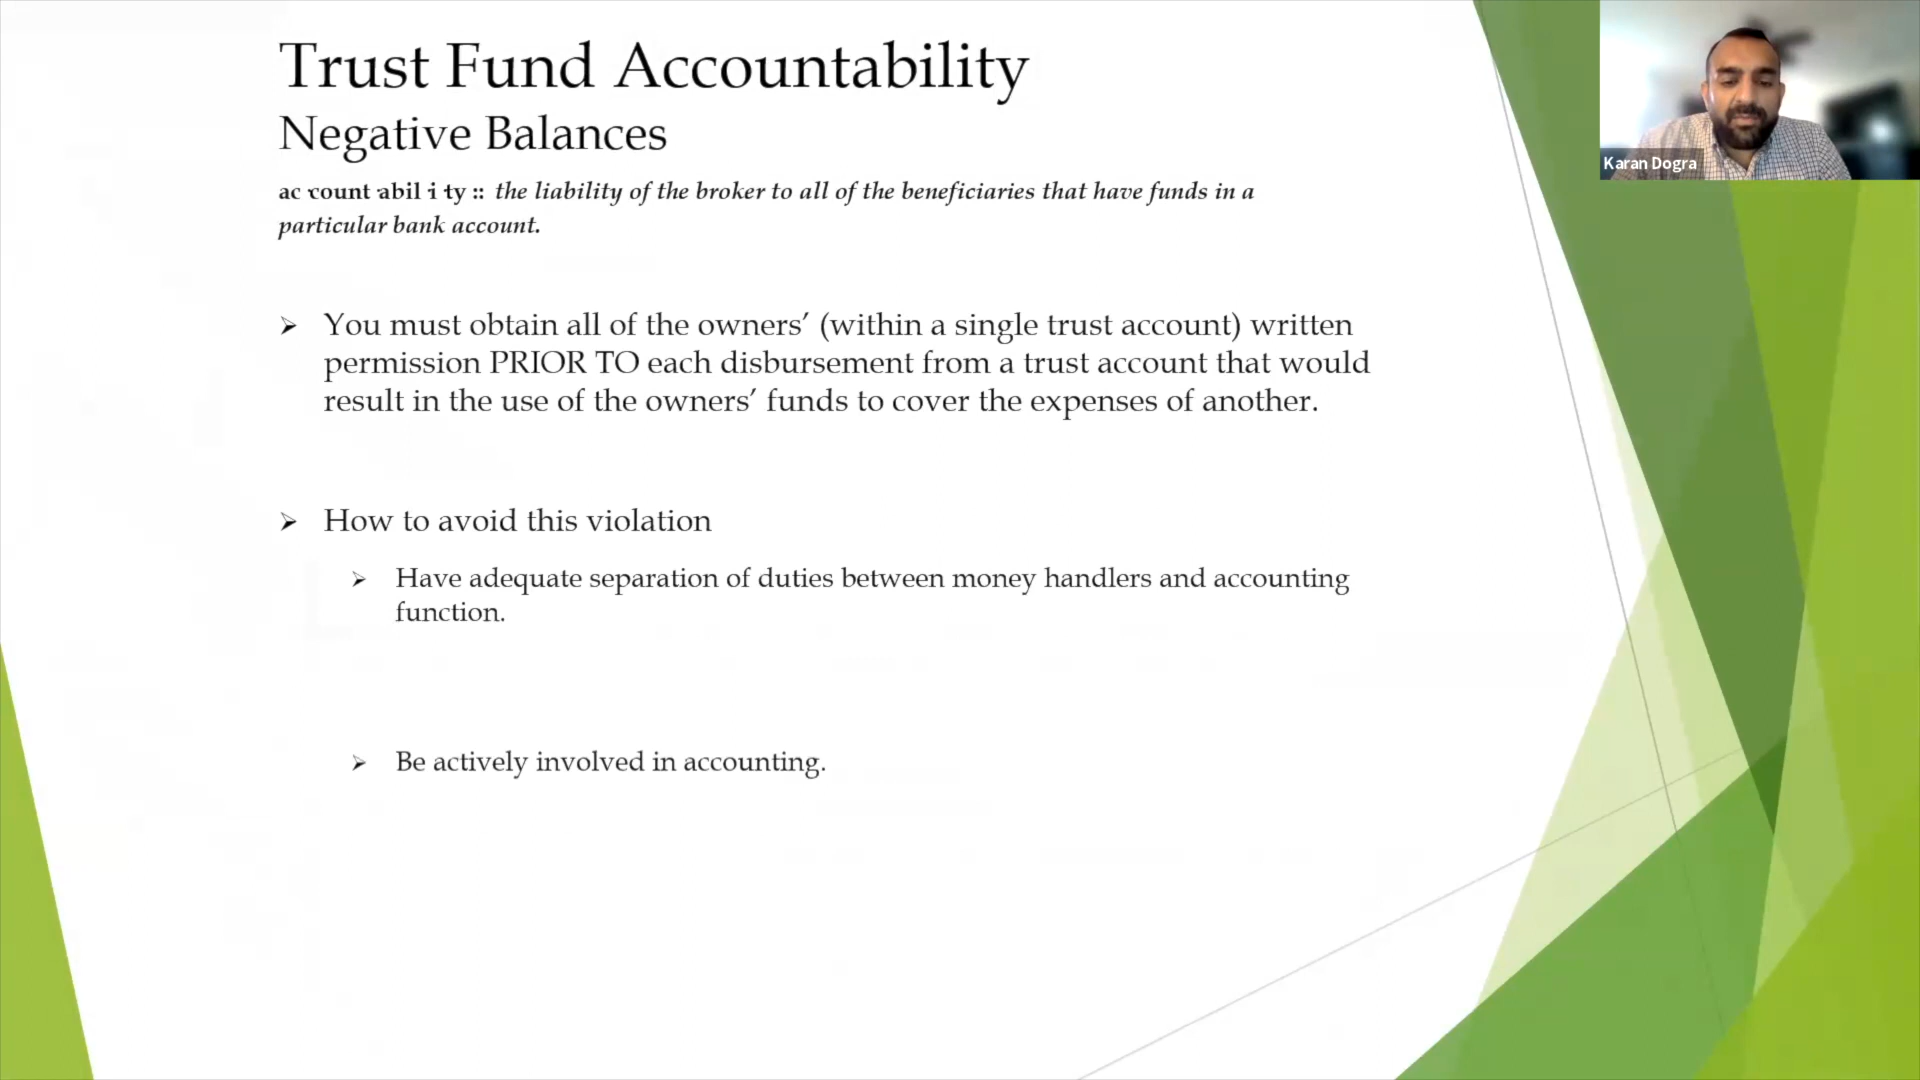 Trust Fund Accountability
Negative Balances
ac·count·abil·i·ty :: the liability of the broker to all of the beneficiaries that have funds in a
particular bank account.
➢ You must obtain all of the owners’ (within a single trust account) written
permission PRIOR TO each disbursement from a trust account that would
result in the use of the owners’ funds to cover the expenses of another.
➢ How to avoid this violation
➢ Have adequate separation of duties between money handlers and accounting
function.
➢ Be actively involved in accounting.
Karan Dogra